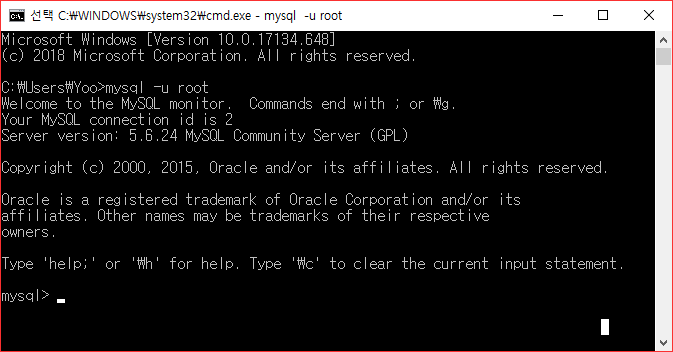 선택 C:₩WINDOWS₩system32₩cmd.exe - mysql  -u root
Microsoft Windows [Version 10.0.17134.648]
(c) 2018 Microsoft Corporation. All rights reserved.
C:₩Users₩Yoo>mysql -u root
Welcome to the MySQL monitor.  Commands end with ; or ₩g.
Your MySQL connection id is 2
Server version: 5.6.24 MySQL Community Server (GPL)
Copyright (c) 2000, 2015, Oracle and/or its affiliates. All rights reserved.
Oracle is a registered trademark of Oracle Corporation and/or its
affiliates. Other names may be trademarks of their respective
owners.
Type 'help;' or '₩h' for help. Type '₩c' to clear the current input statement.
mysql>